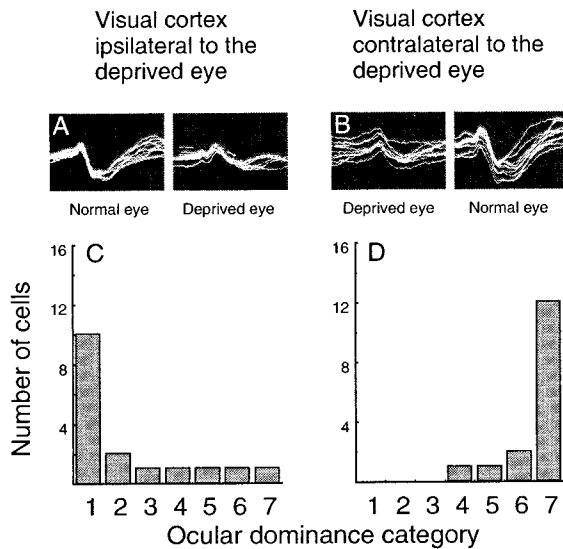 Visual cortex
ipsilateral to the
deprived eye
Visual cortex
contralateral to the
deprived eye
A
B
Normal eye
Deprived eye
Deprived eye
Normal eye
C
D
16
12
8
4
16
12
8
4
Number of cells
1 2 3 4 5 6 7
1 2 3 4 5 6 7
Ocular dominance category